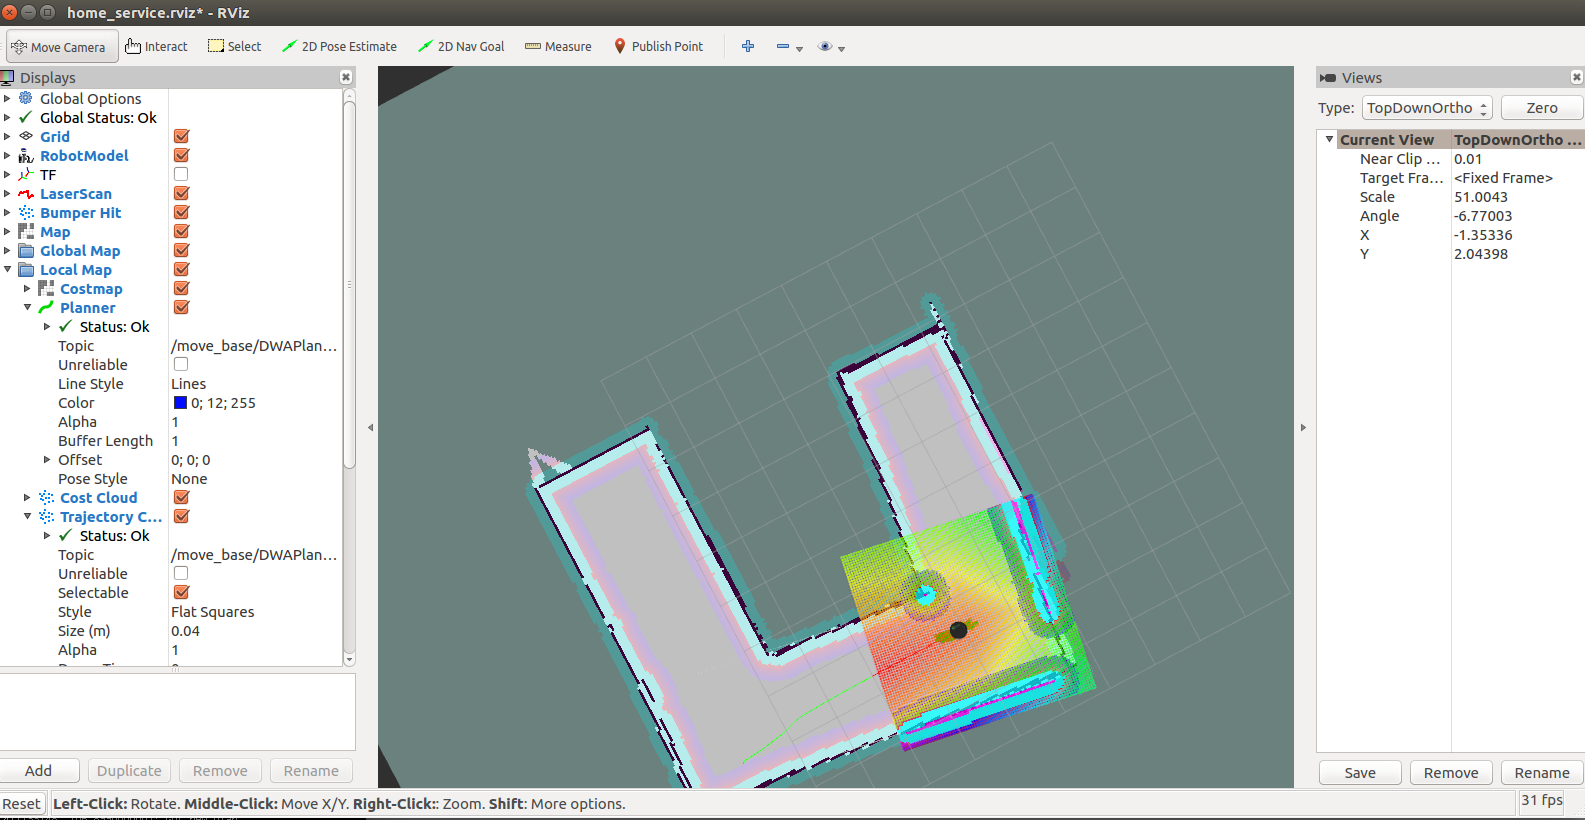 home_service.rviz* - RViz
Move Camera Interact Select 2D Pose Estimate 2D Nav Goal Measure Publish Point
Displays
Global Options
Global Status: Ok
Grid
RobotModel
TF
LaserScan
Bumper Hit
Map
Global Map
Local Map
Costmap
Planner
Status: Ok
Topic /move_base/DWAPlan...
Unreliable
Line Style Lines
Color 0; 12; 255
Alpha 1
Buffer Length 1
Offset 0; 0; 0
Pose Style None
Cost Cloud
Trajectory C...
Status: Ok
Topic /move_base/DWAPlan...
Unreliable
Selectable
Style Flat Squares
Size (m) 0.04
Alpha 1
Add Duplicate Remove Rename
Views
Type: TopDownOrtho Zero
Current View TopDownOrtho ...
Near Clip ... 0.01
Target Fra... <Fixed Frame>
Scale 51.0043
Angle -6.77003
X -1.35336
Y 2.04398
Save Remove Rename
Reset Left-Click: Rotate. Middle-Click: Move X/Y. Right-Click:: Zoom. Shift: More options. 31 fps